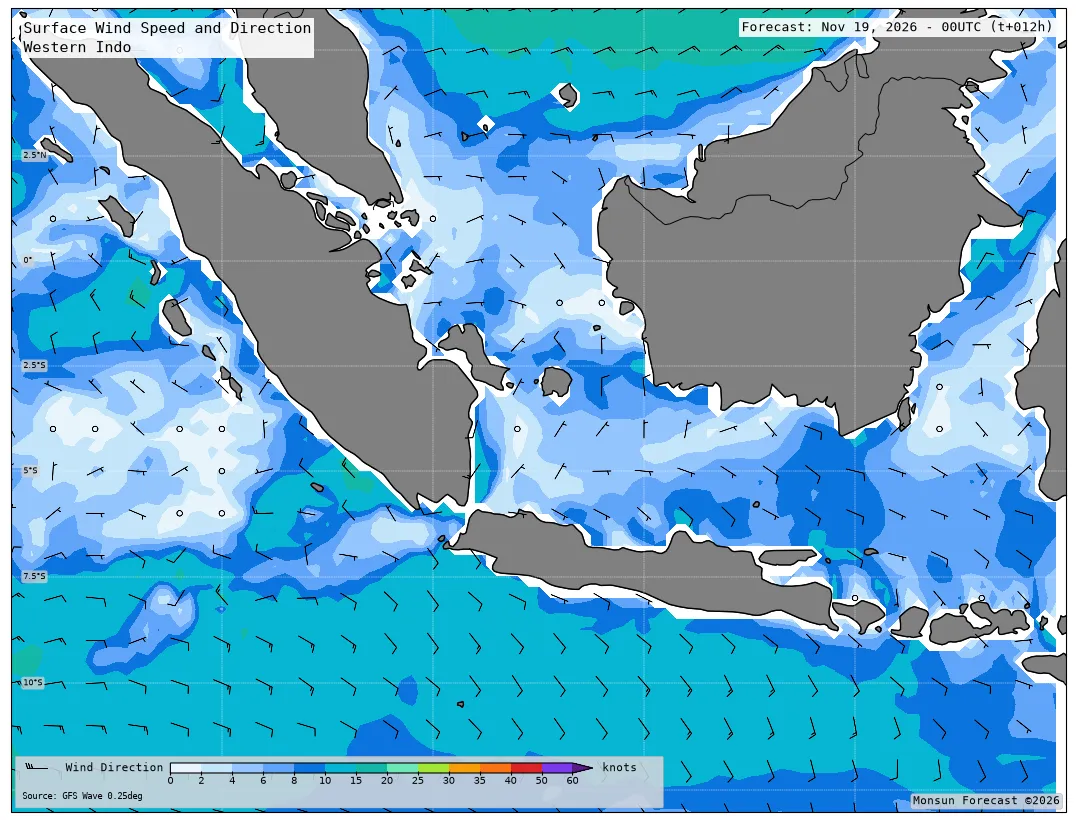 Surface Wind Speed and Direction
Western Indo
Forecast: Nov 19, 2026 - 00UTC (t+012h)
2.5°N
0°
2.5°S
5°S
7.5°S
10°S
Wind Direction
0 2 4 6 8 10 15 20 25 30 35 40 50 60
knots
Source: GFS Wave 0.25deg
Monsun Forecast ©2026